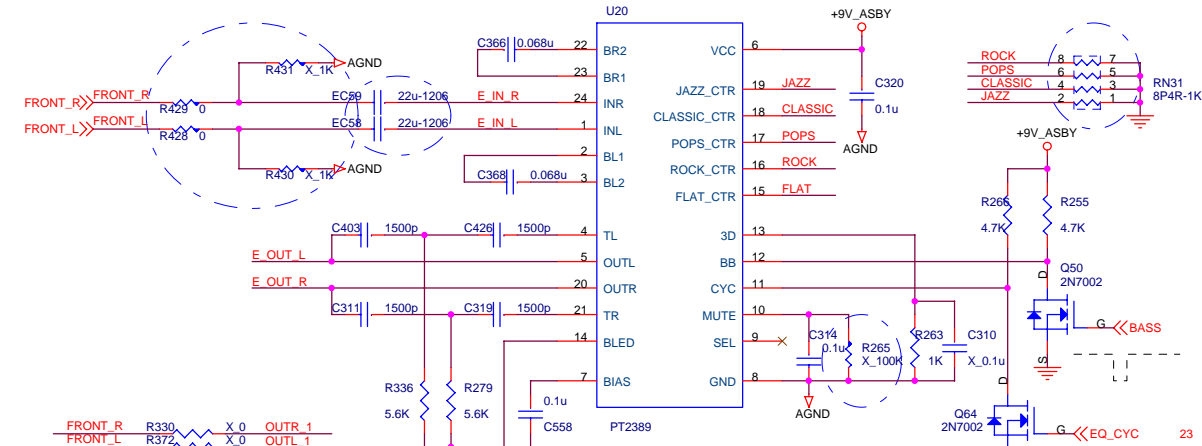 U20
+9V_ASBY
C366 0.068u 22 BR2 VCC 6
ROCK 8 7
R431 X_1K AGND
23 BR1
POPS 6 5
RN31
C320
19 JAZZ_CTR JAZZ
CLASSIC 4 3
8P4R-1K
FRONT_R FRONT_R R429 0 EC59 22u-1206 E_IN_R 24 INR
JAZZ 2 1
0.1u
CLASSIC_CTR 18 CLASSIC
FRONT_L FRONT_L R428 0 EC58 22u-1206 E_IN_L 1 INL
+9V_ASBY
POPS_CTR 17 POPS
AGND
2 BL1
R430 X_1K AGND
ROCK_CTR 16 ROCK
C368 0.068u 3 BL2
FLAT_CTR 15 FLAT
R266 4.7K
R255 4.7K
C403 1500p C426 1500p 4 TL 3D 13
E_OUT_L 5 OUTL BB 12
Q50
2N7002
D
E_OUT_R 20 OUTR CYC 11
C311 1500p C319 1500p 21 TR MUTE 10
G BASS
14 BLED SEL 9
C314 0.1u
R265 X_100K
R263 1K
C310 X_0.1u
S
R336 5.6K
R279 5.6K
7 BIAS GND 8
0.1u
C558
PT2389
AGND
D
Q64
2N7002
FRONT_R R330 X_0 OUTR_1
FRONT_L R372 X_0 OUTL_1
G EQ_CYC 23